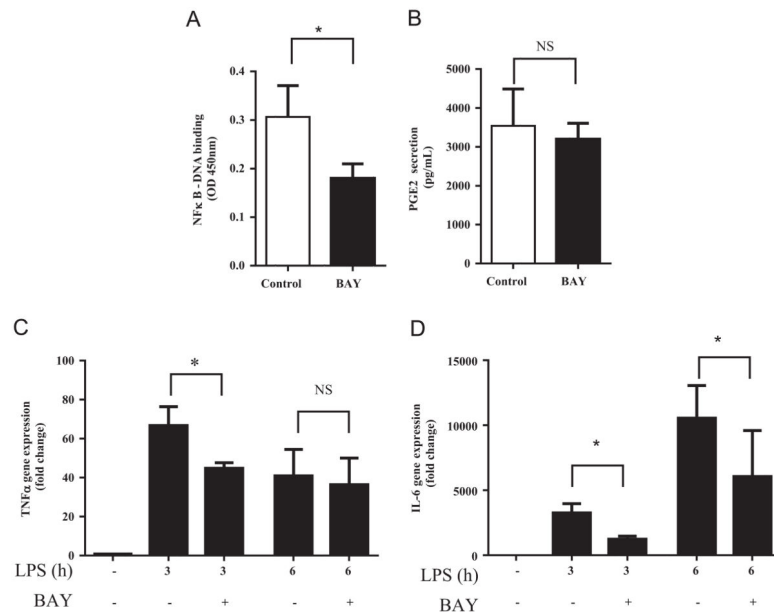 A
*
NFκ B - DNA binding
(OD 450nm)
0.4
0.3
0.2
0.1
0.0
Control BAY
B
NS
PGE2 secretion
(pg/mL)
5000
4000
3000
2000
1000
0
Control BAY
C
* NS
TNFα gene expression
(fold change)
100
80
60
40
20
0
LPS (h) - 3 3 6 6
BAY - - + - +
D
*
*
IL-6 gene expression
(fold change)
15000
10000
5000
0
- 3 3 6 6
- - + - +